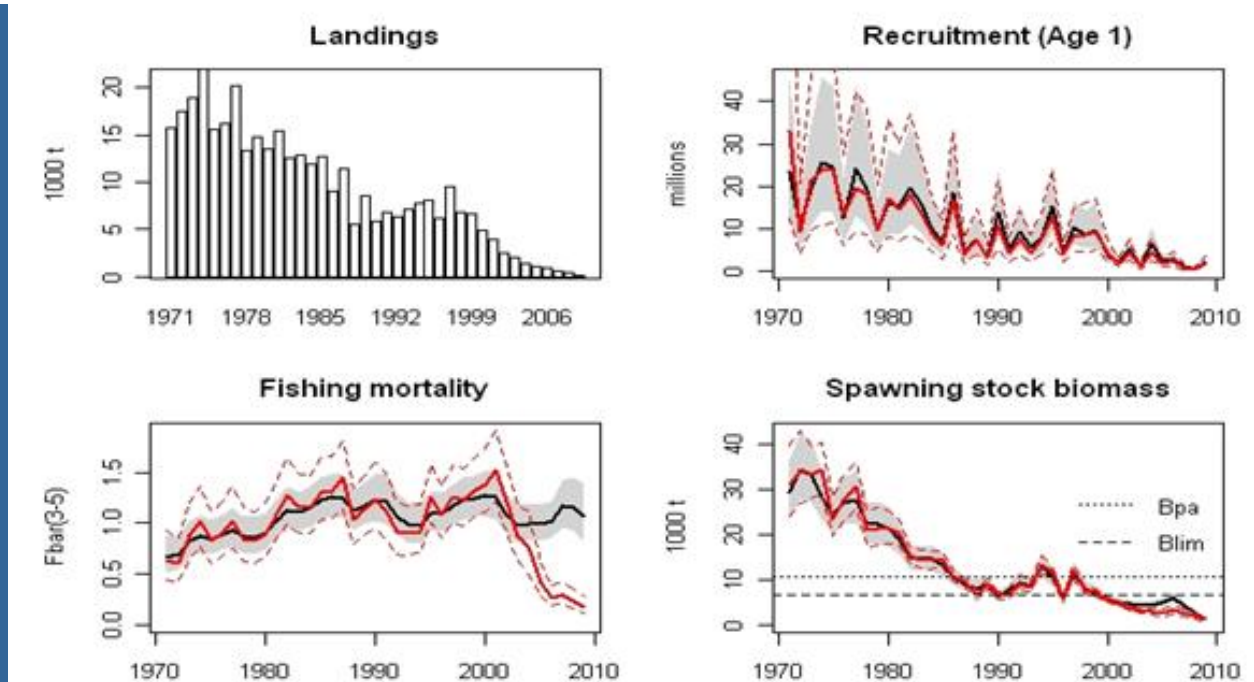 Landings
1000 t
0 5 10 15 20
1971 1978 1985 1992 1999 2006
Recruitment (Age 1)
millions
0 10 20 30 40
1970 1980 1990 2000 2010
Fishing mortality
Fbar(3-5)
0.0 0.5 1.0 1.5
1970 1980 1990 2000 2010
Spawning stock biomass
1000 t
0 10 20 30 40
Bpa
Blim
1970 1980 1990 2000 2010